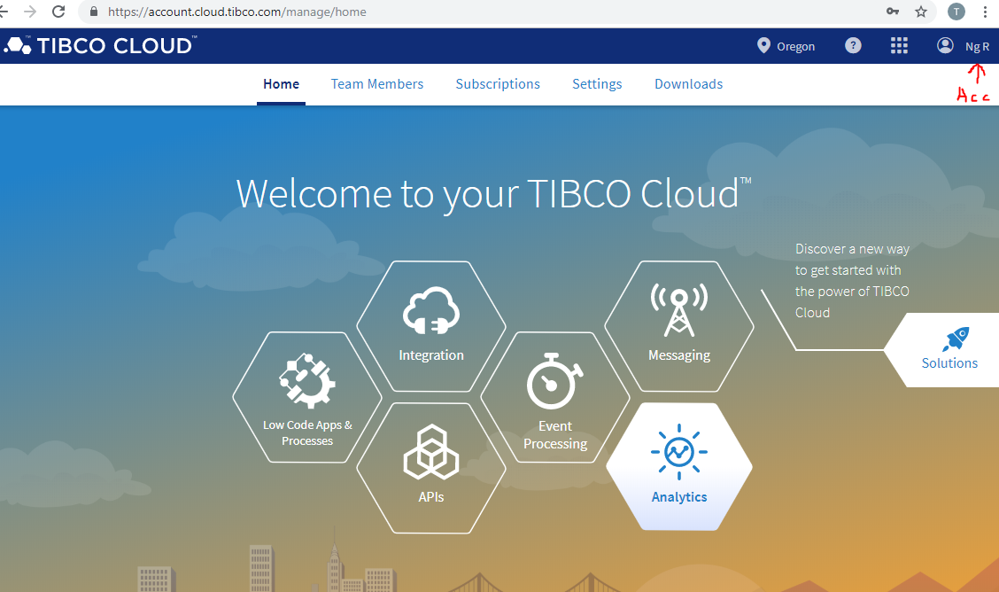 https://account.cloud.tibco.com/manage/home
T
TIBCO CLOUD™
Oregon
?
Ng R
Home Team Members Subscriptions Settings Downloads
Acc
Welcome to your TIBCO Cloud™
Discover a new way
to get started with
the power of TIBCO
Cloud
Solutions
Integration
Messaging
Low Code Apps &
Processes
Event
Processing
APIs
Analytics